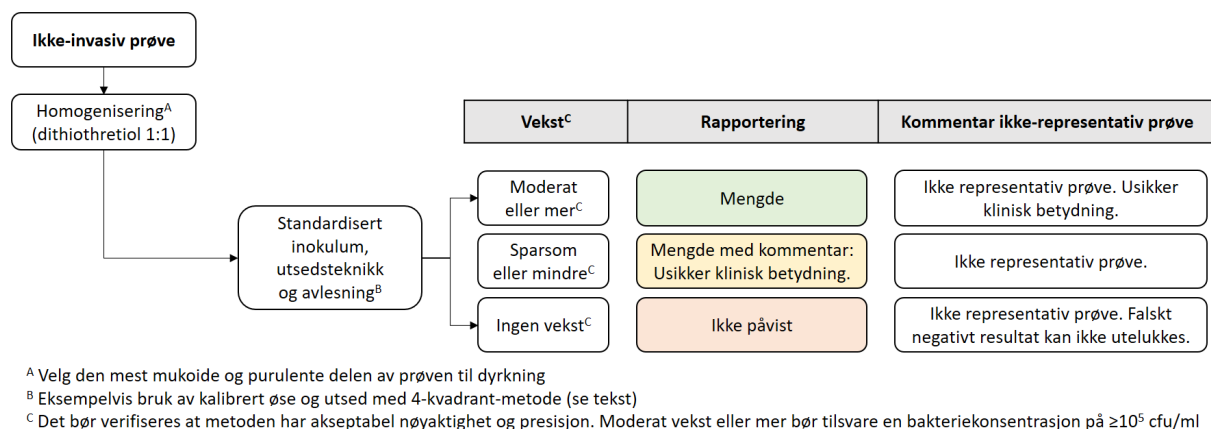 Ikke-invasiv prøve
Homogenisering^A
(dithiothretiol 1:1)
Standardisert
inokulum,
utsedsteknikk
og avlesning^B
Vekst^C
Rapportering
Kommentar ikke-representativ prøve
Moderat
eller mer^C
Mengde
Ikke representativ prøve. Usikker
klinisk betydning.
Sparsom
eller mindre^C
Mengde med kommentar:
Usikker klinisk betydning.
Ikke representativ prøve.
Ingen vekst^C
Ikke påvist
Ikke representativ prøve. Falskt
negativt resultat kan ikke utelukkes.
^A Velg den mest mukoide og purulente delen av prøven til dyrkning
^B Eksempelvis bruk av kalibrert øse og utsed med 4-kvadrant-metode (se tekst)
^C Det bør verifiseres at metoden har akseptabel nøyaktighet og presisjon. Moderat vekst eller mer bør tilsvare en bakteriekonsentrasjon på ≥10⁵ cfu/ml